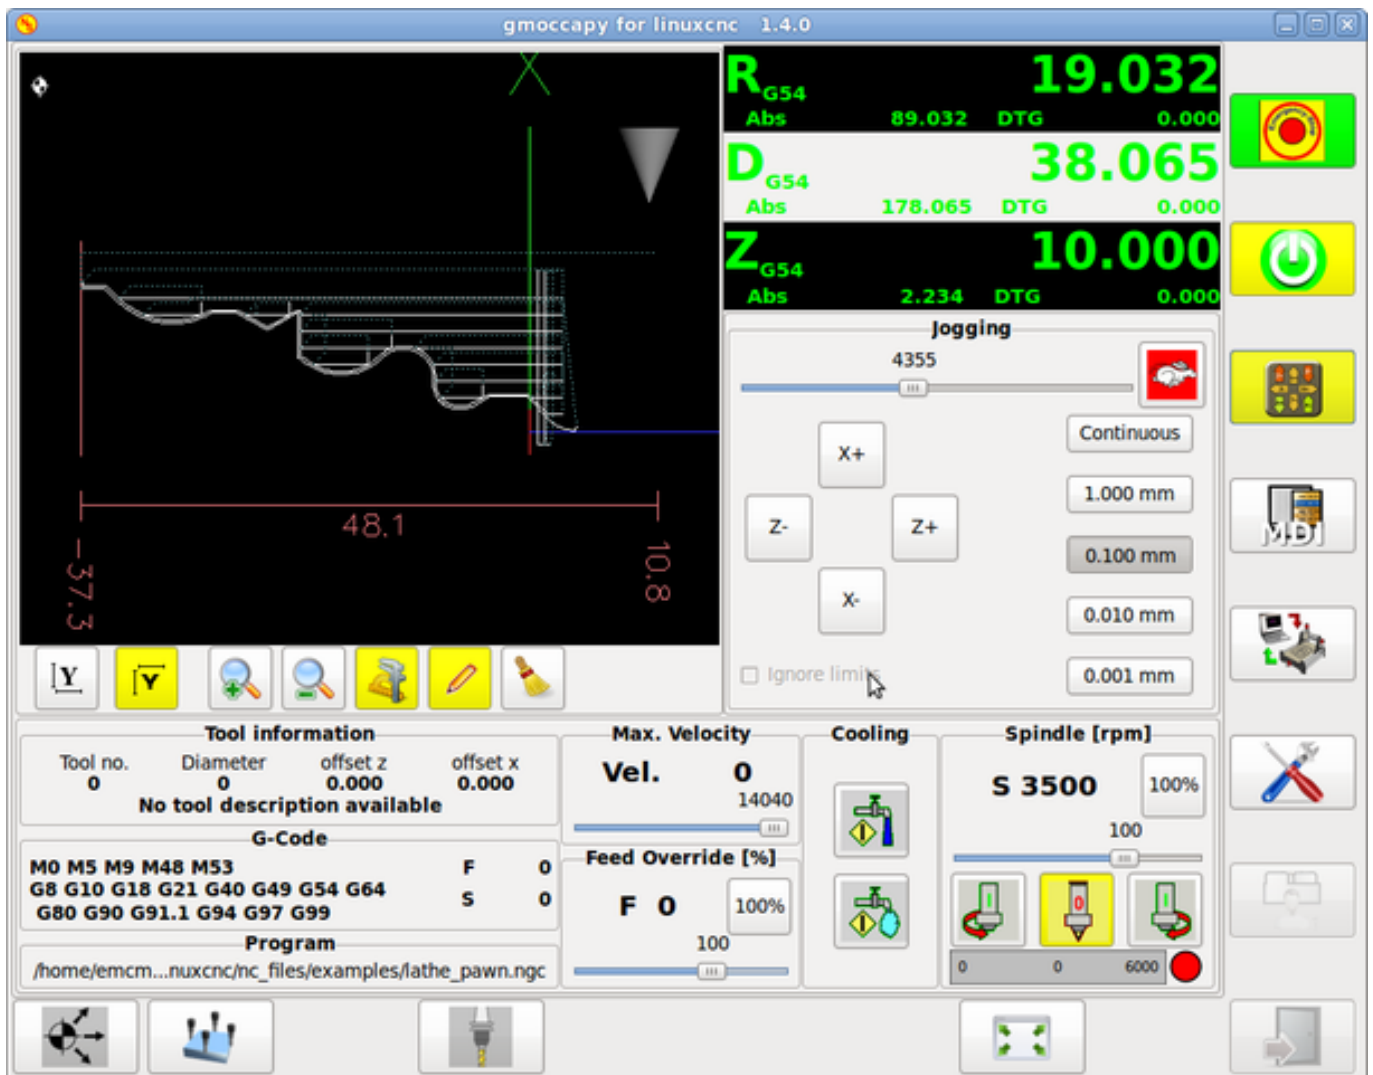 gmoccapy for linuxcnc 1.4.0
X
48.1
-37.3
10.8
R G54 19.032
Abs 89.032 DTG 0.000
D G54 38.065
Abs 178.065 DTG 0.000
Z G54 10.000
Abs 2.234 DTG 0.000
Jogging
4355
Continuous
X+
1.000 mm
Z- Z+
0.100 mm
X-
0.010 mm
Ignore limits
0.001 mm
MDI
Y Y
Tool information
Tool no. Diameter offset z offset x
0 0 0.000 0.000
No tool description available
G-Code
M0 M5 M9 M48 M53 F 0
G8 G10 G18 G21 G40 G49 G54 G64 S 0
G80 G90 G91.1 G94 G97 G99
Program
/home/emcm...nuxcnc/nc_files/examples/lathe_pawn.ngc
Max. Velocity
Vel. 0
14040
Feed Override [%]
F 0 100%
100
Cooling
Spindle [rpm]
S 3500 100%
100
I 0 I
0 0 6000